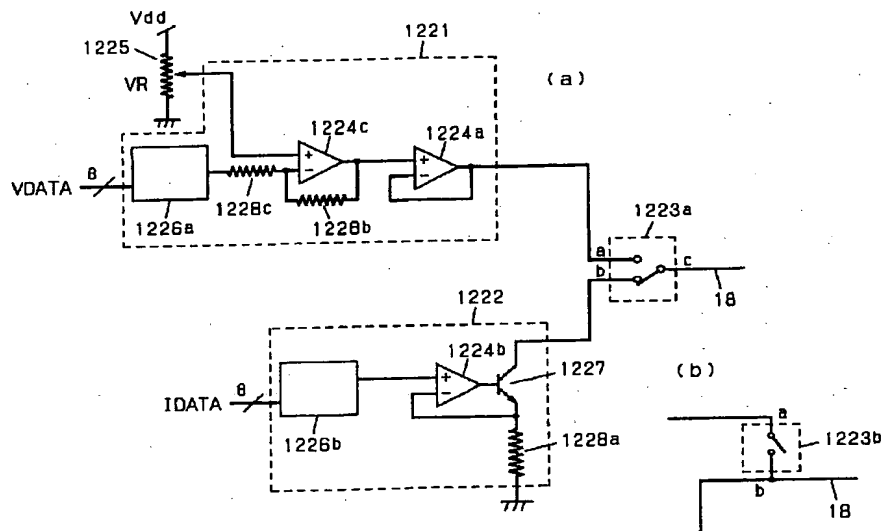 Vdd
1225
VR
1221
(a)
1224c
1224a
8
VDATA
1226a
1228c
1228b
1223a
a
b
c
18
1222
1224b
1227
8
IDATA
1226b
1228a
(b)
a
1223b
b
18
+
−
+
−
+
−